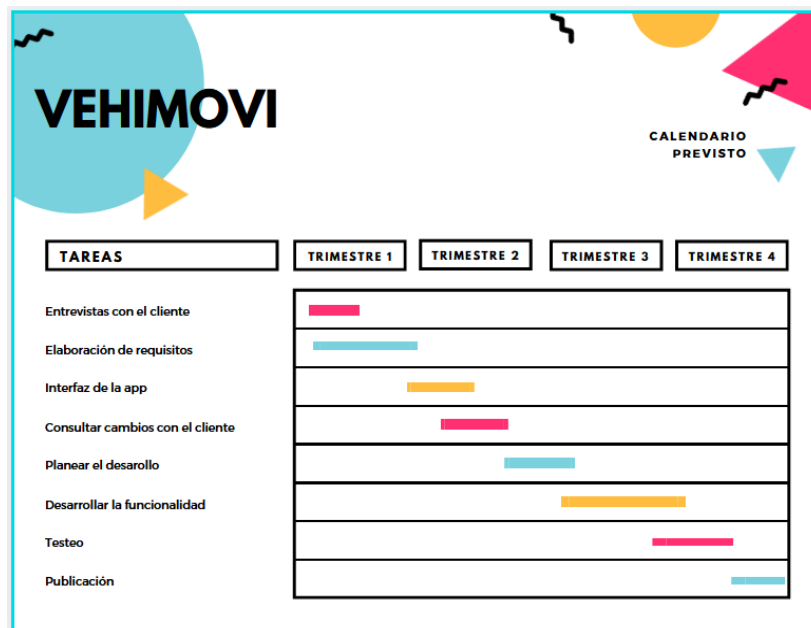 VEHIMOVI
CALENDARIO
PREVISTO
TAREAS
TRIMESTRE 1
TRIMESTRE 2
TRIMESTRE 3
TRIMESTRE 4
Entrevistas con el cliente
Elaboración de requisitos
Interfaz de la app
Consultar cambios con el cliente
Planear el desarollo
Desarrollar la funcionalidad
Testeo
Publicación